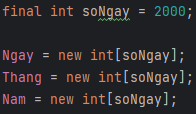 final int soNgay = 2000;
Ngay = new int[soNgay];
Thang = new int[soNgay];
Nam = new int[soNgay];